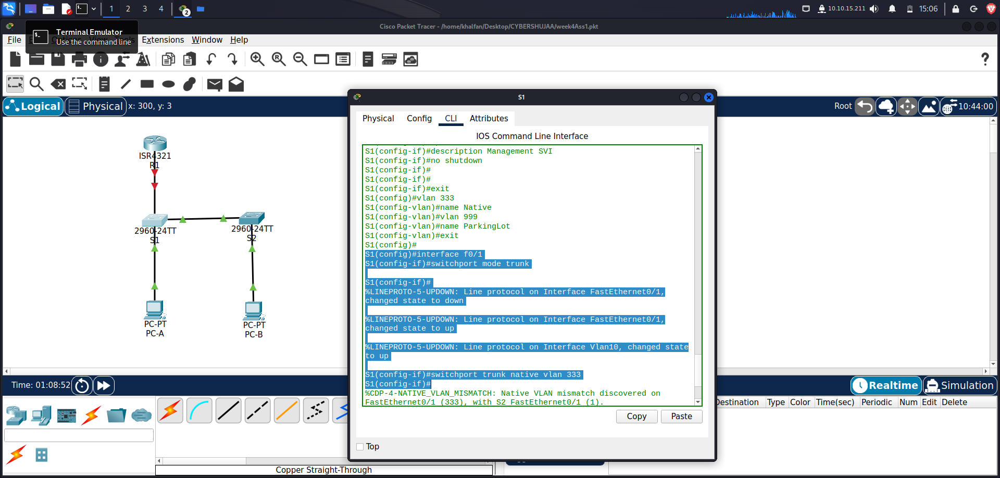 1
2
3
4
2
10.10.15.211
15:06
Cisco Packet Tracer - /home/khalfan/Desktop/CYBERSHUJAA/week4Ass1.pkt
Terminal Emulator
Use the command line
File
Extensions
Window
Help
Logical
Physical
x: 300, y: 3
Root
10:44:00
S1
Physical
Config
CLI
Attributes
IOS Command Line Interface
S1(config-if)#description Management SVI
S1(config-if)#no shutdown
S1(config-if)#
S1(config-if)#
S1(config-if)#exit
S1(config)#vlan 333
S1(config-vlan)#name Native
S1(config-vlan)#vlan 999
S1(config-vlan)#name ParkingLot
S1(config-vlan)#exit
S1(config)#
S1(config)#interface f0/1
S1(config-if)#switchport mode trunk
S1(config-if)#
%LINEPROTO-5-UPDOWN: Line protocol on Interface FastEthernet0/1,
changed state to down
%LINEPROTO-5-UPDOWN: Line protocol on Interface FastEthernet0/1,
changed state to up
%LINEPROTO-5-UPDOWN: Line protocol on Interface Vlan10, changed state
to up
S1(config-if)#switchport trunk native vlan 333
S1(config-if)#
%CDP-4-NATIVE_VLAN_MISMATCH: Native VLAN mismatch discovered on
FastEthernet0/1 (333), with S2 FastEthernet0/1 (1).
Copy
Paste
Top
ISR4321
R1
2960-24TT
S1
2960-24TT
S2
PC-PT
PC-A
PC-PT
PC-B
Time: 01:08:52
Realtime
Simulation
Destination
Type
Color
Time(sec)
Periodic
Num
Edit
Delete
Copper Straight-Through